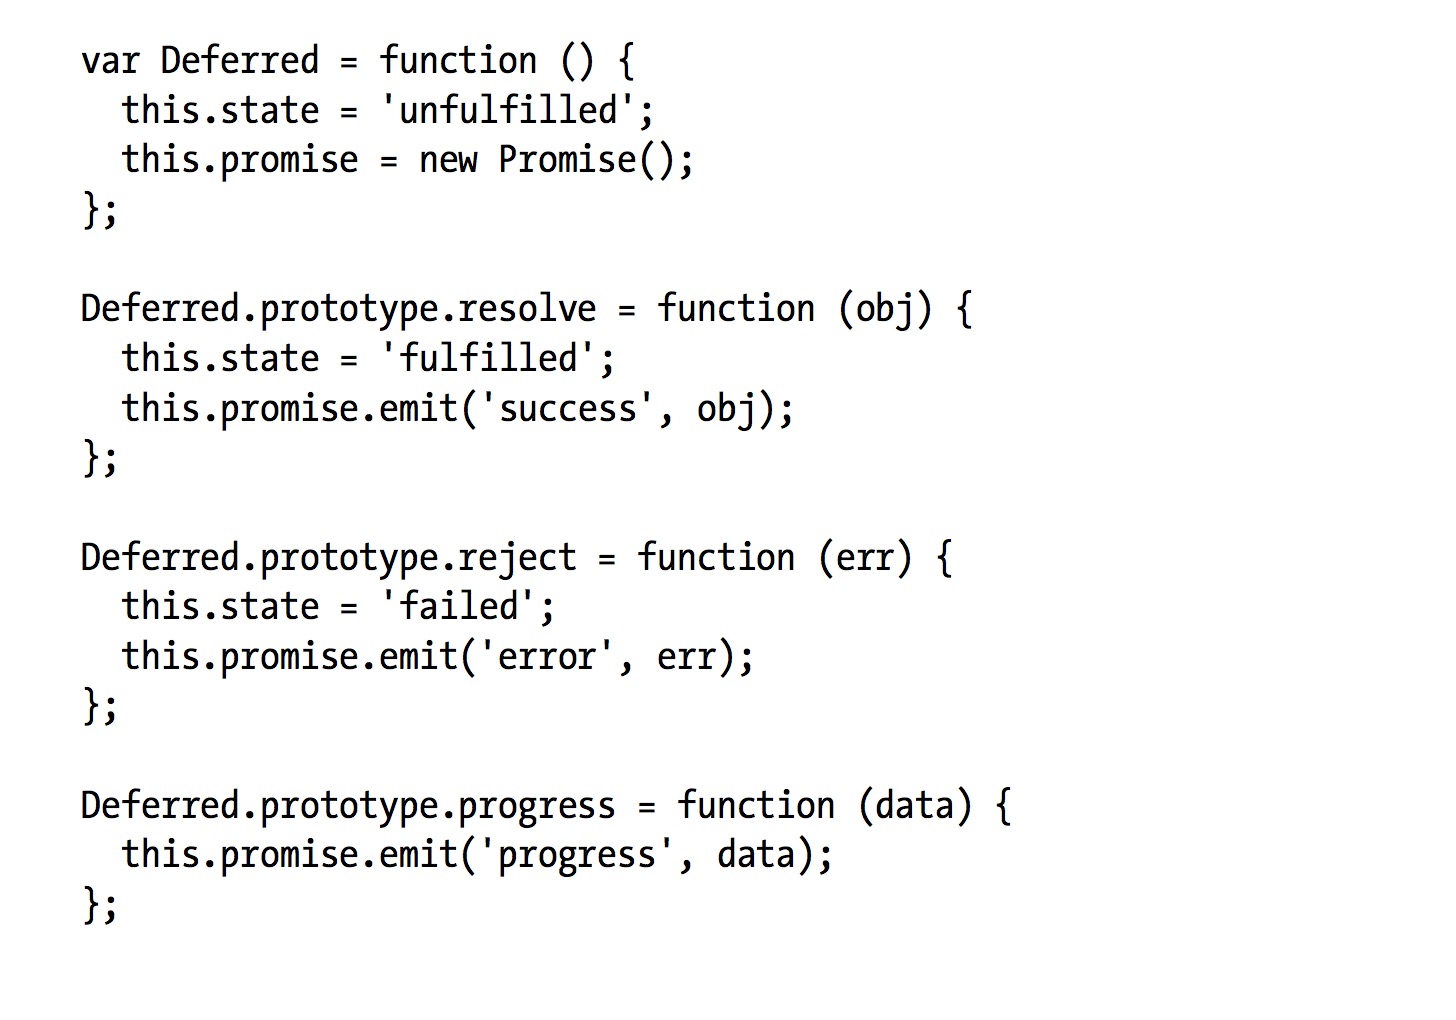 var Deferred = function () {
  this.state = 'unfulfilled';
  this.promise = new Promise();
};

Deferred.prototype.resolve = function (obj) {
  this.state = 'fulfilled';
  this.promise.emit('success', obj);
};

Deferred.prototype.reject = function (err) {
  this.state = 'failed';
  this.promise.emit('error', err);
};

Deferred.prototype.progress = function (data) {
  this.promise.emit('progress', data);
};